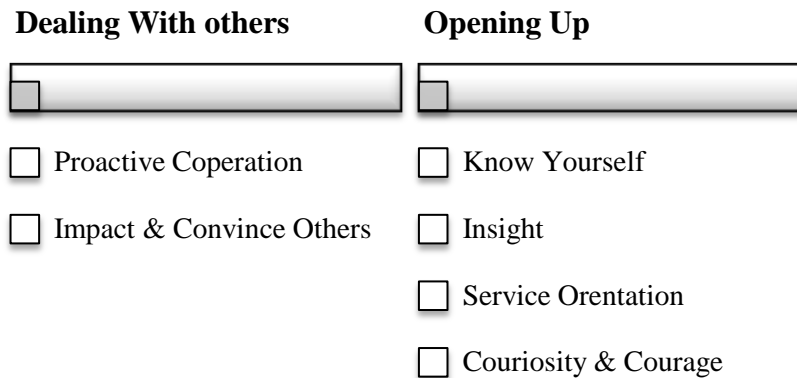 Dealing With others
Proactive Coperation
Impact & Convince Others
Opening Up
Know Yourself
Insight
Service Orentation
Couriosity & Courage